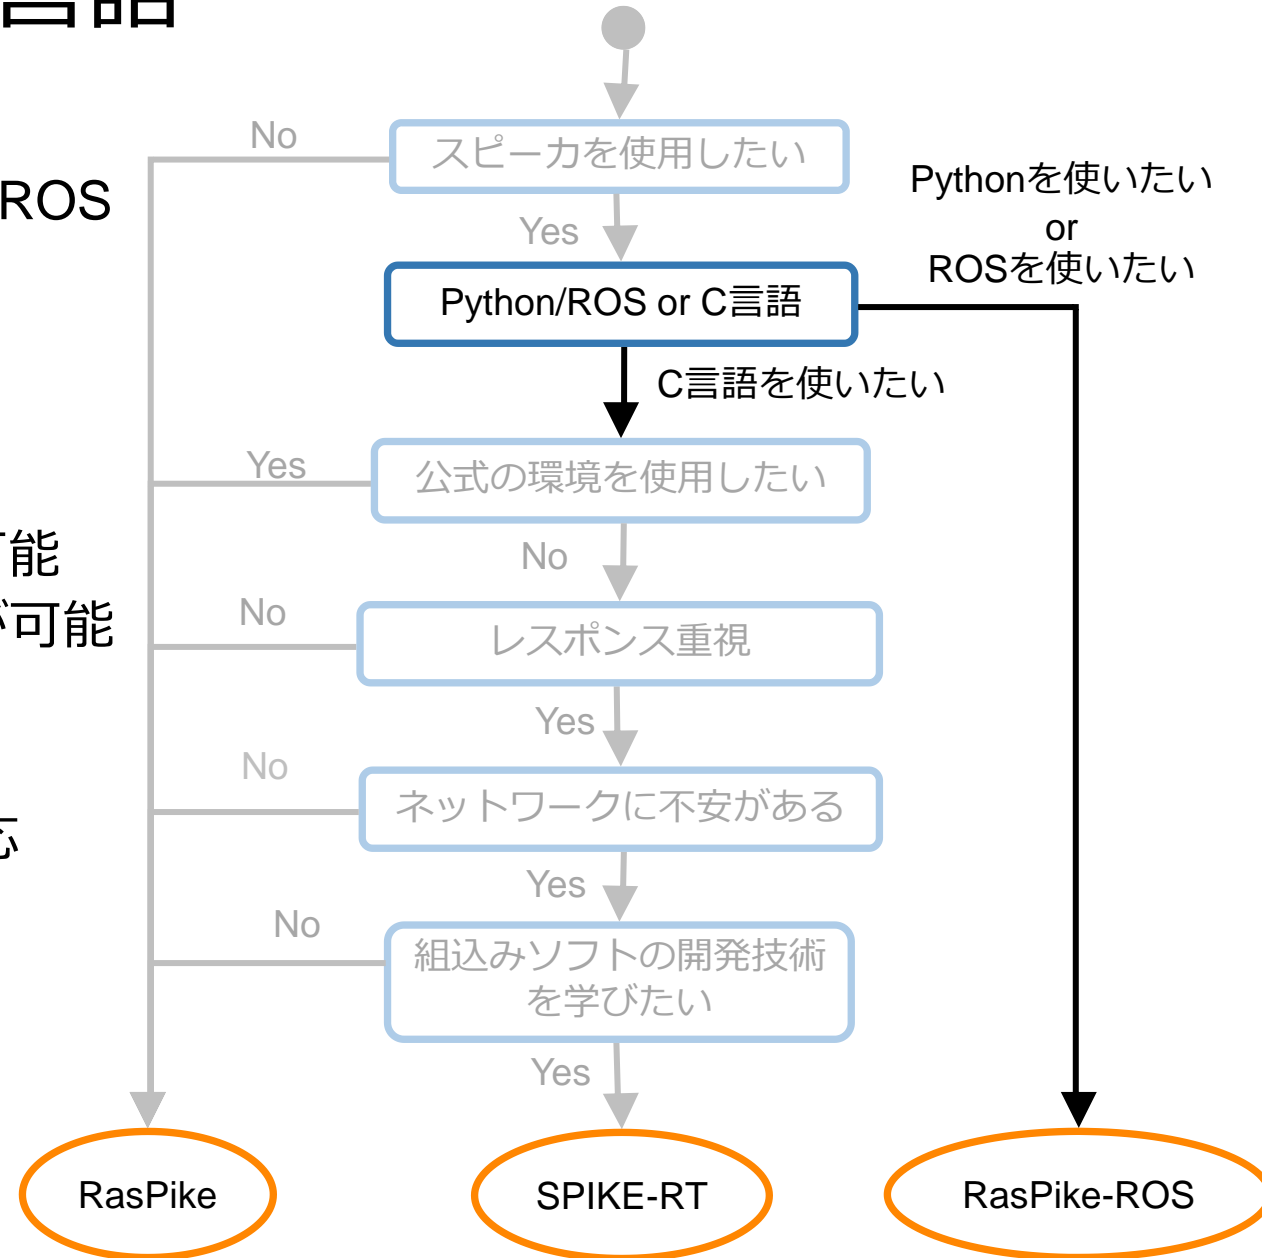 言語
ROS
可能
が可能
応
No
スピーカを使用したい
Pythonを使いたい
or
ROSを使いたい
Yes
Python/ROS or C言語
C言語を使いたい
Yes
公式の環境を使用したい
No
No
レスポンス重視
Yes
No
ネットワークに不安がある
Yes
No
組込みソフトの開発技術
を学びたい
Yes
RasPike
SPIKE-RT
RasPike-ROS